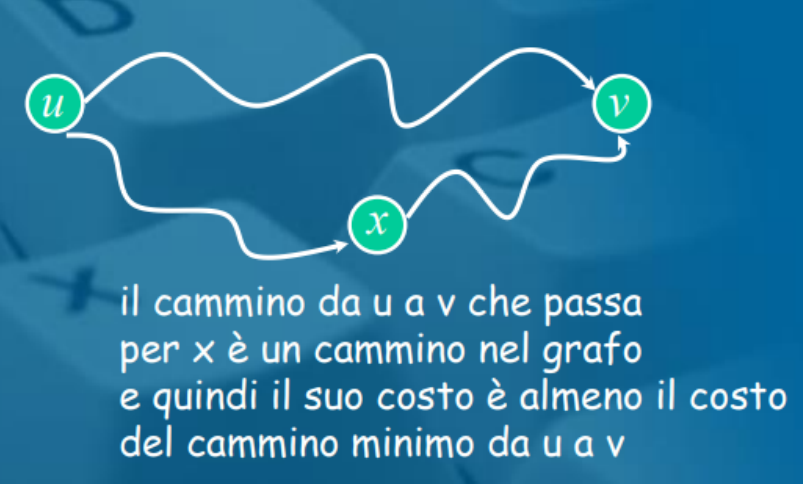 u
v
x
il cammino da u a v che passa
per x è un cammino nel grafo
e quindi il suo costo è almeno il costo
del cammino minimo da u a v